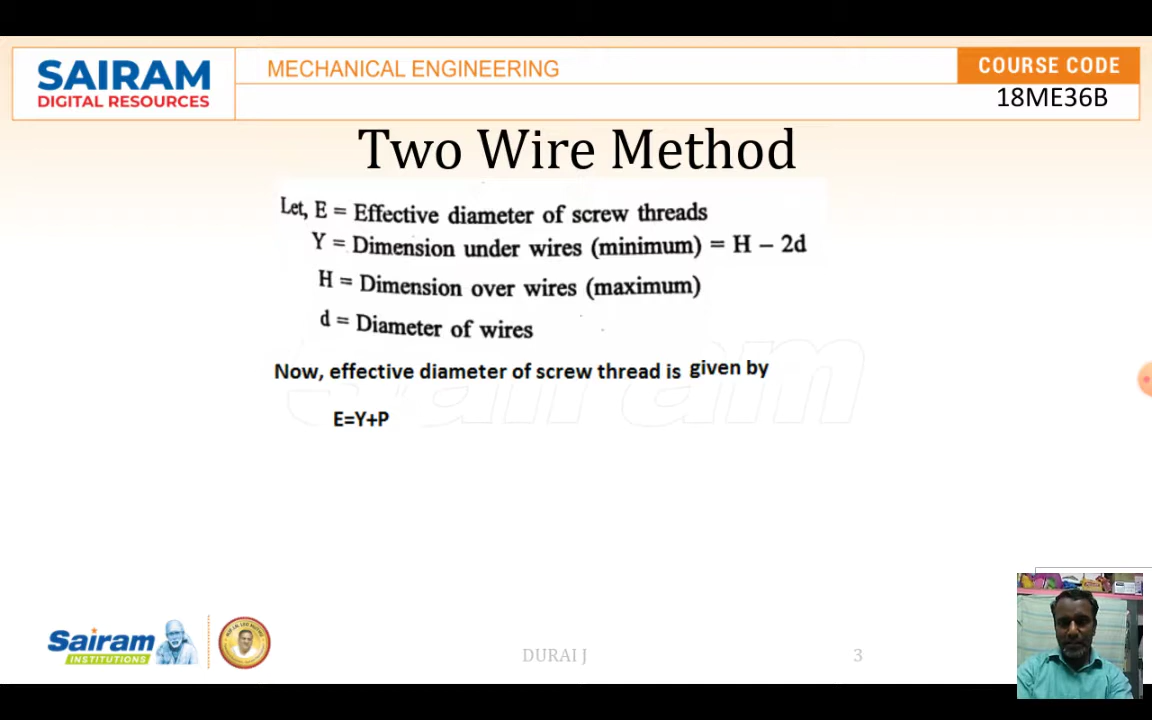 SAIRAM
DIGITAL RESOURCES
MECHANICAL ENGINEERING
COURSE CODE
18ME36B
Two Wire Method
Let, E = Effective diameter of screw threads
Y = Dimension under wires (minimum) = H – 2d
H = Dimension over wires (maximum)
d = Diameter of wires
Now, effective diameter of screw thread is given by
E=Y+P
sairam
Sairam
INSTITUTIONS
DURAI J
3